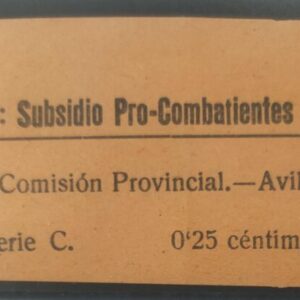 : Subsidio Pro-Combatientes
Comisión Provincial.—Avil
erie C. 0'25 céntim